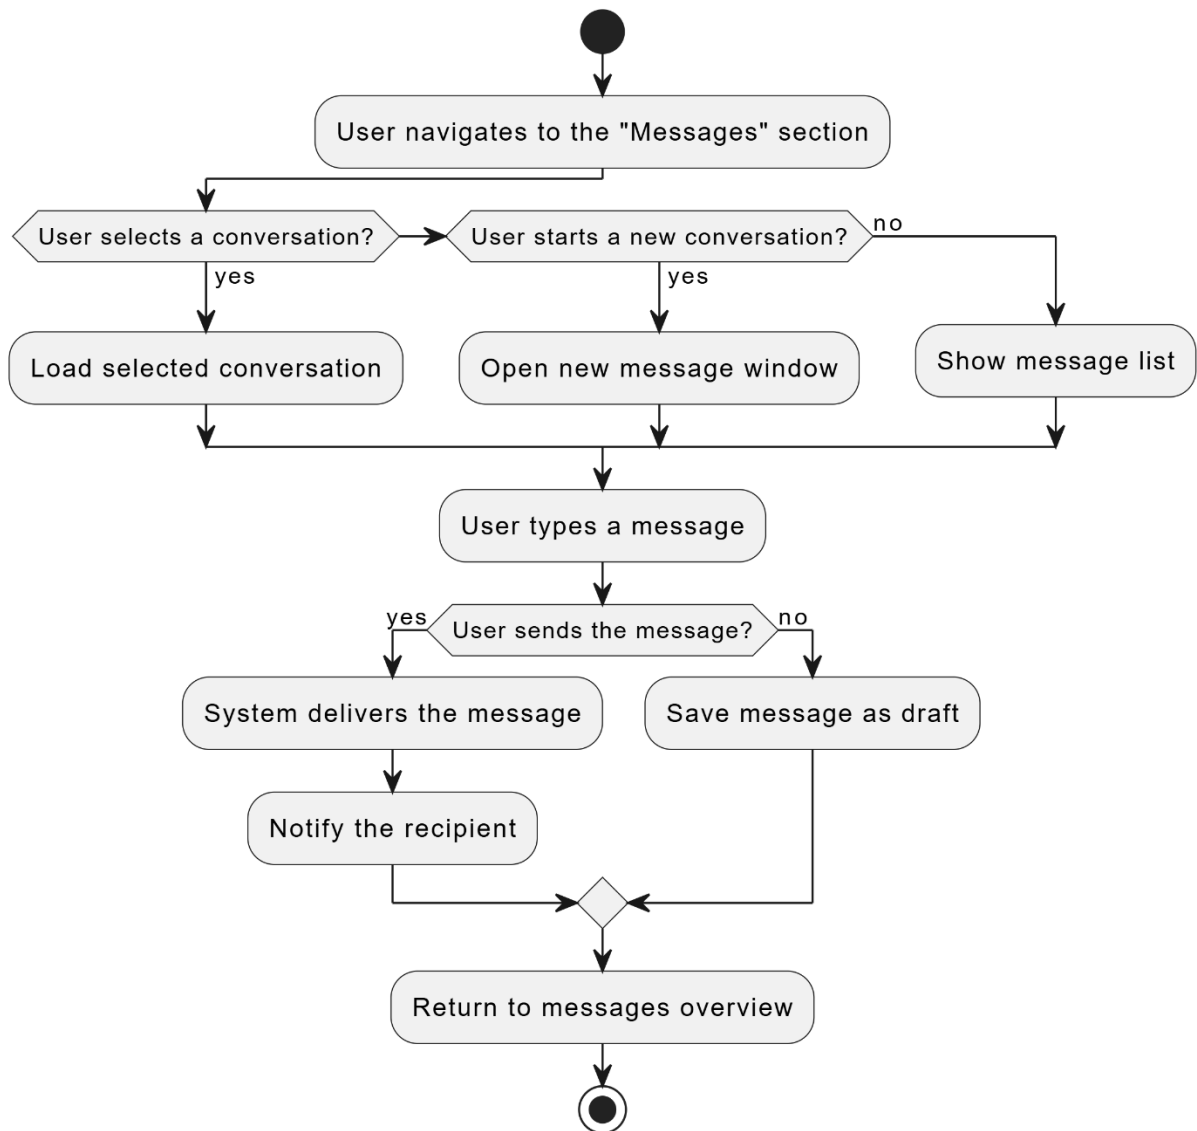 User navigates to the "Messages" section
User selects a conversation?
User starts a new conversation?
no
yes
yes
Load selected conversation
Open new message window
Show message list
User types a message
yes
User sends the message?
no
System delivers the message
Save message as draft
Notify the recipient
Return to messages overview